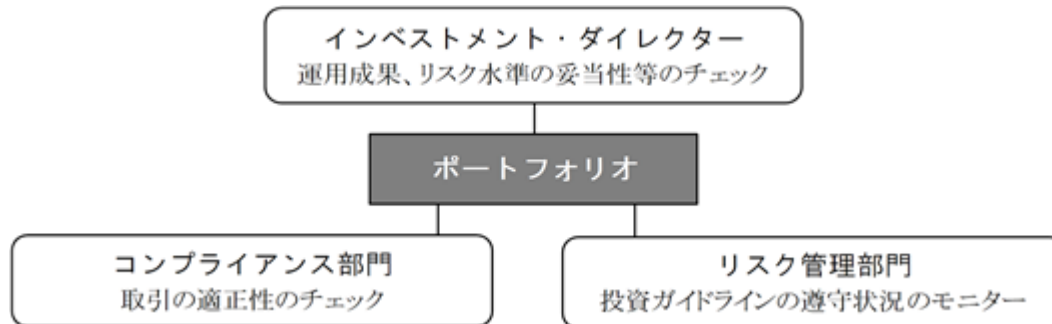 インベストメント・ダイレクター
運用成果、リスク水準の妥当性等のチェック
ポートフォリオ
コンプライアンス部門
取引の適正性のチェック
リスク管理部門
投資ガイドラインの遵守状況のモニター